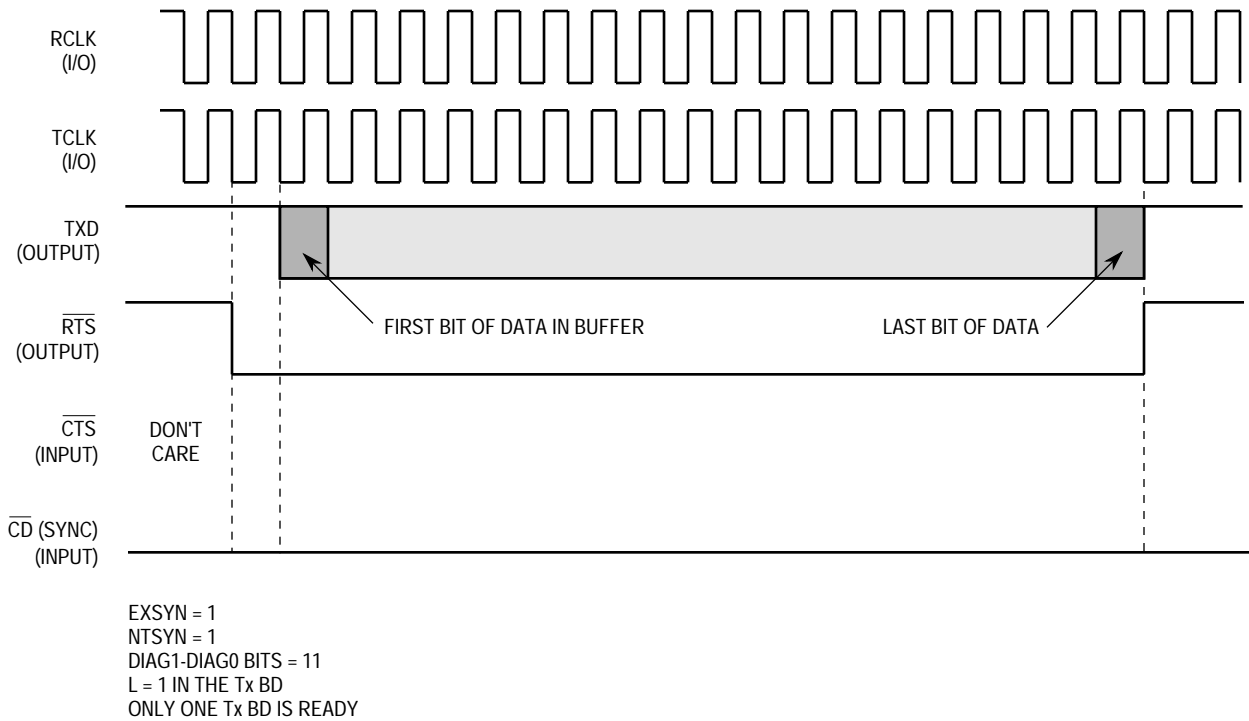 RCLK
(I/O)
TCLK
(I/O)
TXD
(OUTPUT)
RTS
(OUTPUT)
FIRST BIT OF DATA IN BUFFER
LAST BIT OF DATA
CTS
(INPUT)
DON'T
CARE
CD (SYNC)
(INPUT)
EXSYN = 1
NTSYN = 1
DIAG1-DIAG0 BITS = 11
L = 1 IN THE Tx BD
ONLY ONE Tx BD IS READY